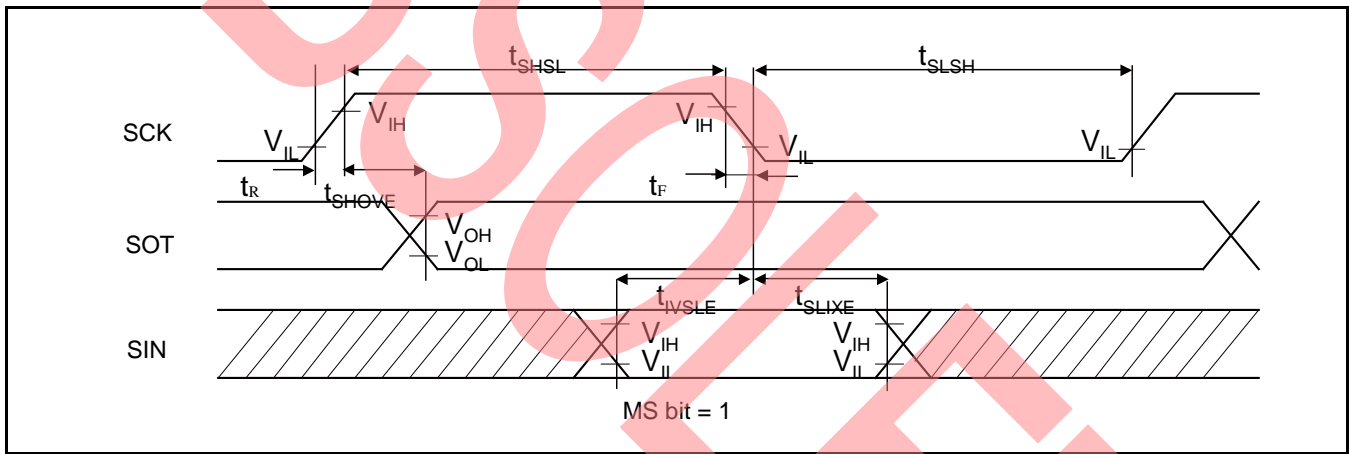 tSHSL
tSLSH
SCK
VIH
VIH
VIL
VIL
VIL
tR
tSHOVE
tF
SOT
VOH
VOL
tIVSLE
tSLIXE
SIN
VIH
VIH
VIL
VIL
MS bit = 1